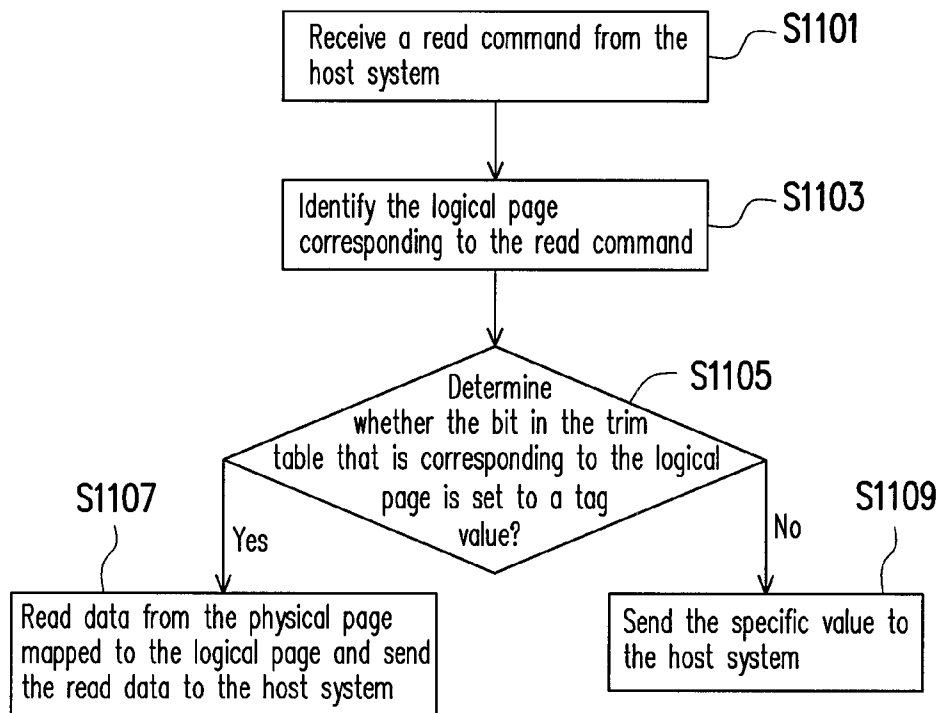 Receive a read command from the
host system
S1101
Identify the logical page
corresponding to the read command
S1103
Determine
whether the bit in the trim
table that is corresponding to the logical
page is set to a tag
value?
S1105
Yes
No
S1107
Read data from the physical page
mapped to the logical page and send
the read data to the host system
S1109
Send the specific value to
the host system